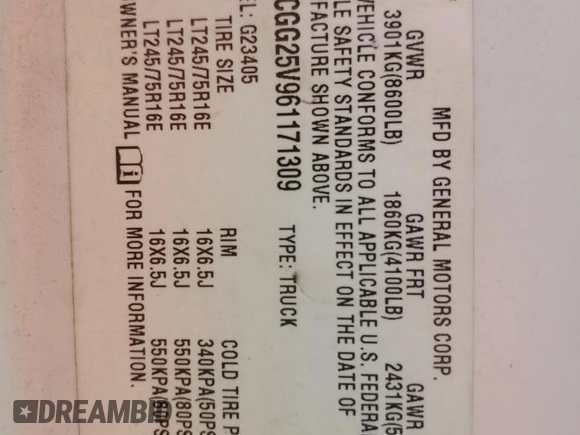 MFD BY GENERAL MOTORS CORP.
GVWR GAWR FRT GAWR
3901KG(8600LB) 1860KG(4100LB) 2431KG(5
VEHICLE CONFORMS TO ALL APPLICABLE U.S. FEDERA
LE SAFETY STANDARDS IN EFFECT ON THE DATE OF
FACTURE SHOWN ABOVE.
CGG25V961171309 TYPE: TRUCK
EL: G23405
TIRE SIZE RIM COLD TIRE P
LT245/75R16E 16X6.5J 340KPA(50PS
LT245/75R16E 16X6.5J 550KPA(80PS
LT245/75R16E 16X6.5J 550KPA(80PS
OWNER'S MANUAL FOR MORE INFORMATION.
DREAMBID